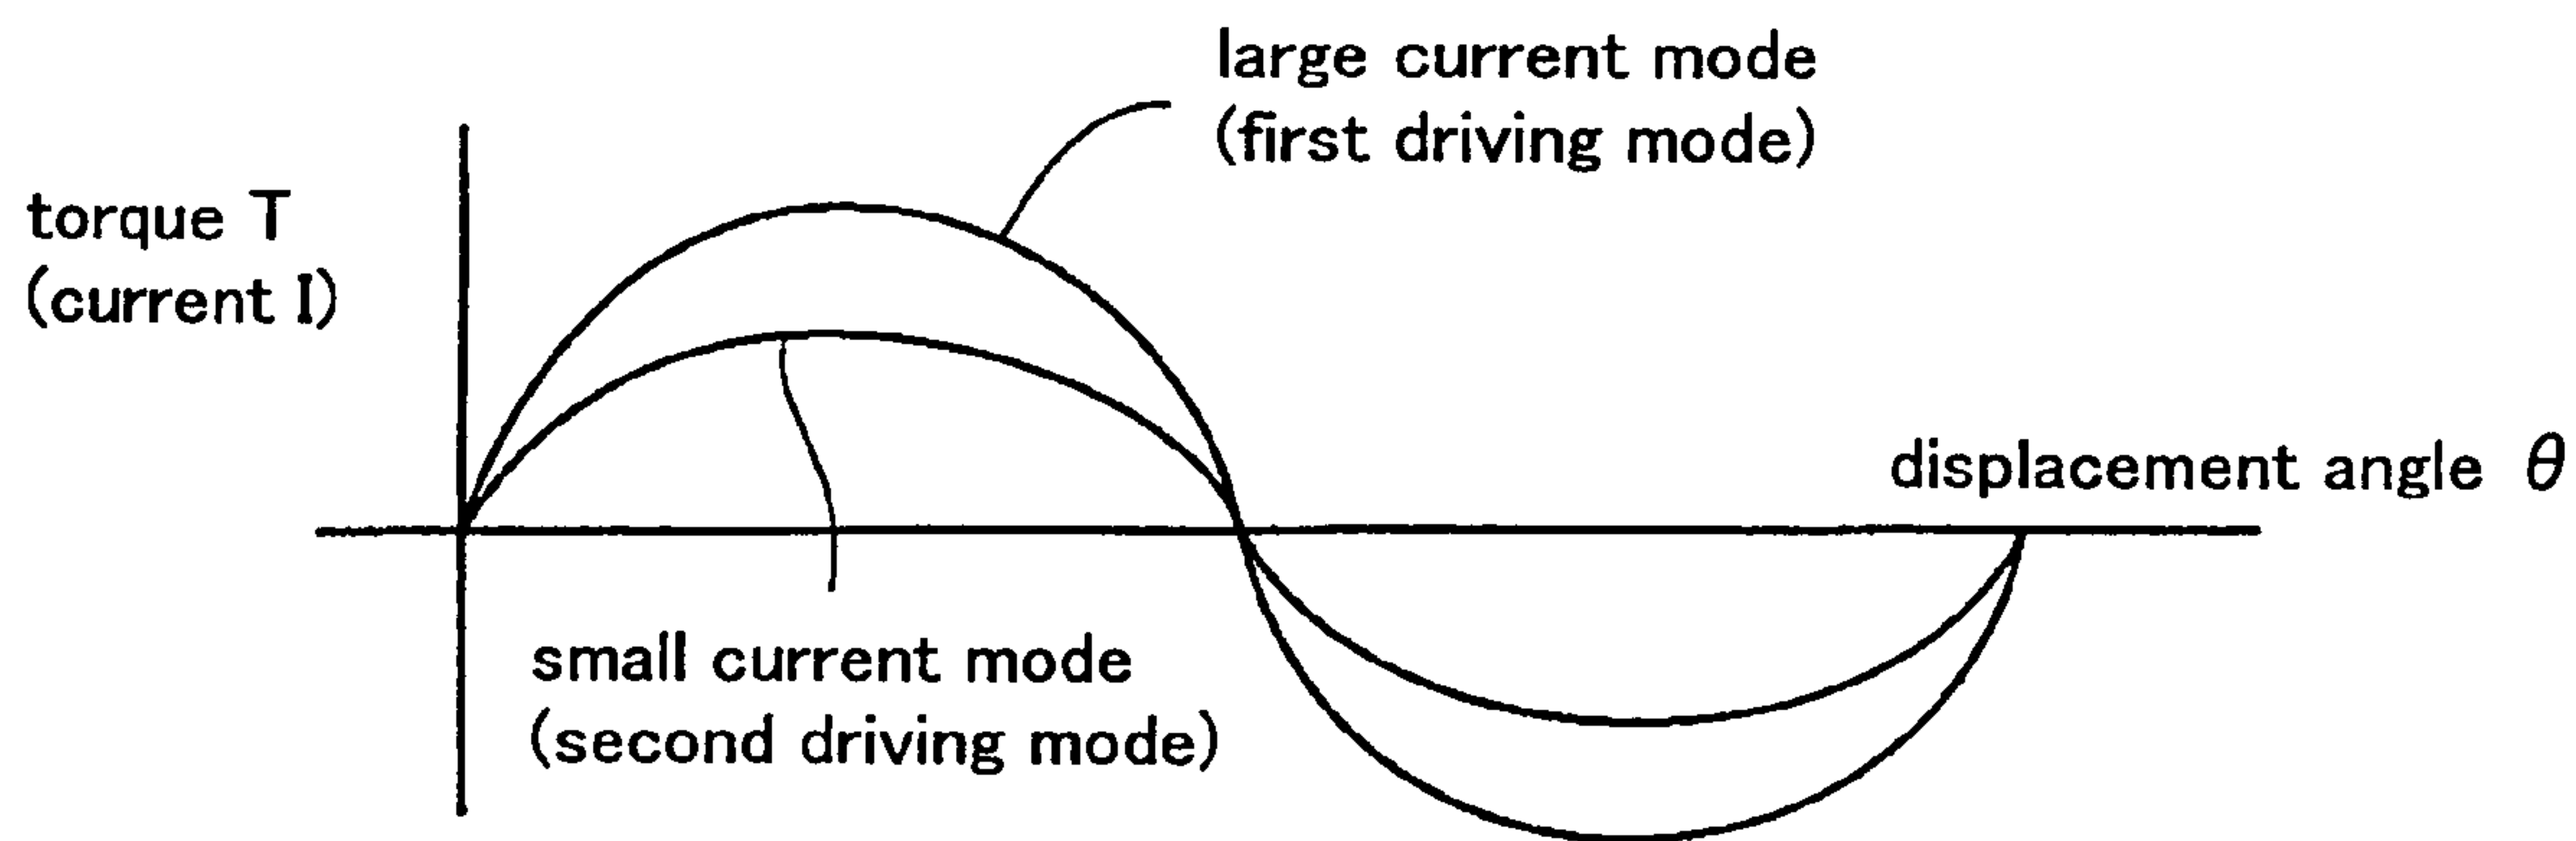 large current mode
(first driving mode)
torque T
(current I)
displacement angle θ
small current mode
(second driving mode)